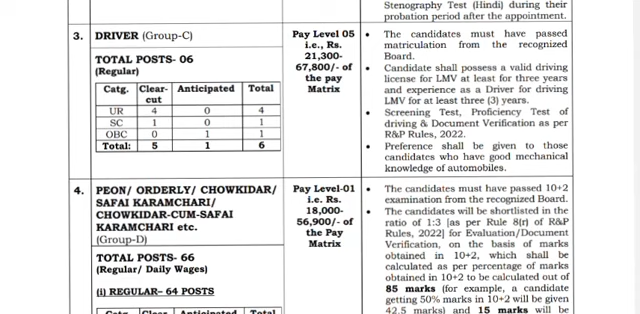 Stenography Test (Hindi) during their
probation period after the appointment.
3. DRIVER (Group-C)
TOTAL POSTS- 06
(Regular)
Catg. Clear-cut Anticipated Total
UR 4 0 4
SC 1 0 1
OBC 0 1 1
Total: 5 1 6
Pay Level 05
i.e., Rs.
21,300-
67,800/- of
the pay
Matrix
• The candidates must have passed
matriculation from the recognized
Board.
• Candidate shall possess a valid driving
license for LMV at least for three years
and experience as a Driver for driving
LMV for at least three (3) years.
• Screening Test, Proficiency Test of
driving & Document Verification as per
R&P Rules, 2022.
• Preference shall be given to those
candidates who have good mechanical
knowledge of automobiles.
4. PEON/ ORDERLY/ CHOWKIDAR/
SAFAI KARAMCHARI/
CHOWKIDAR-CUM-SAFAI
KARAMCHARI etc.
(Group-D)
TOTAL POSTS- 66
(Regular/ Daily Wages)
(i) REGULAR– 64 POSTS
Catg. Clear- Anticipated Total
Pay Level-01
i.e. Rs.
18,000-
56,900/- of
the Pay
Matrix
• The candidates must have passed 10+2
examination from the recognized Board.
• The candidates will be shortlisted in the
ratio of 1:3 [as per Rule 8(r) of R&P
Rules, 2022] for Evaluation/Document
Verification, on the basis of marks
obtained in 10+2, which shall be
calculated as per percentage of marks
obtained in 10+2 to be calculated out of
85 marks (for example, a candidate
getting 50% marks in 10+2 will be given
42.5 marks) and 15 marks will be